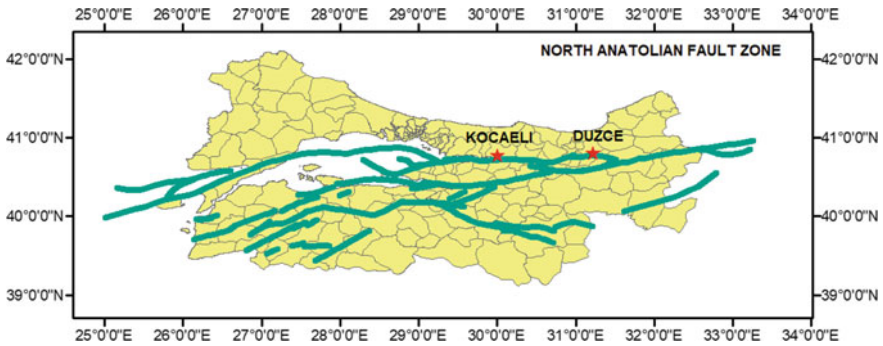 25°0'0"E 26°0'0"E 27°0'0"E 28°0'0"E 29°0'0"E 30°0'0"E 31°0'0"E 32°0'0"E 33°0'0"E 34°0'0"E
NORTH ANATOLIAN FAULT ZONE
42°0'0"N 42°0'0"N
KOCAELI DUZCE
41°0'0"N 41°0'0"N
40°0'0"N 40°0'0"N
39°0'0"N 39°0'0"N
25°0'0"E 26°0'0"E 27°0'0"E 28°0'0"E 29°0'0"E 30°0'0"E 31°0'0"E 32°0'0"E 33°0'0"E 34°0'0"E